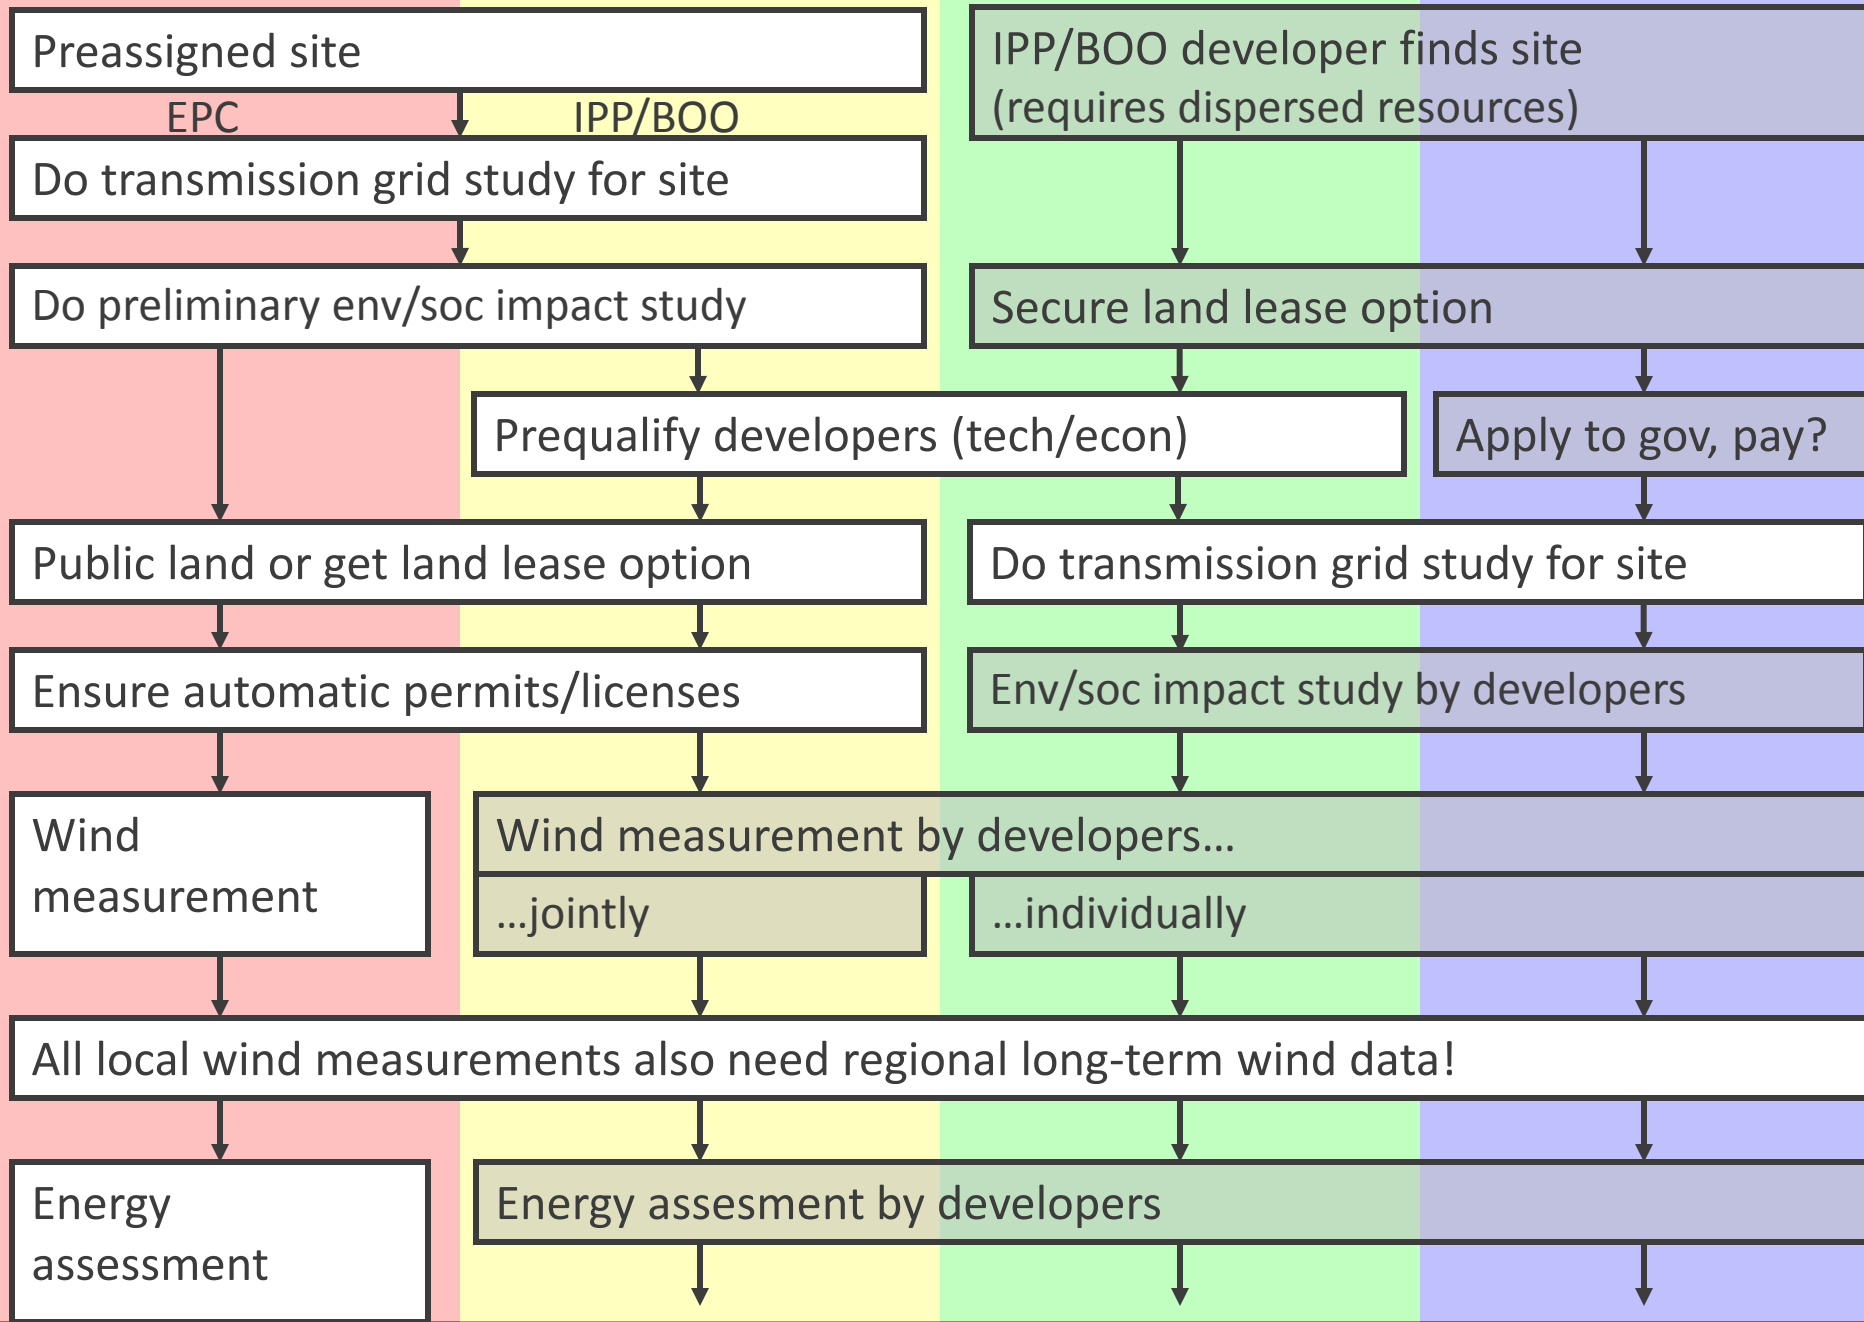 Preassigned site
IPP/BOO developer finds site
(requires dispersed resources)
EPC
IPP/BOO
Do transmission grid study for site
Do preliminary env/soc impact study
Secure land lease option
Prequalify developers (tech/econ)
Apply to gov, pay?
Public land or get land lease option
Do transmission grid study for site
Ensure automatic permits/licenses
Env/soc impact study by developers
Wind
measurement
Wind measurement by developers...
...jointly
...individually
All local wind measurements also need regional long-term wind data!
Energy
assessment
Energy assesment by developers